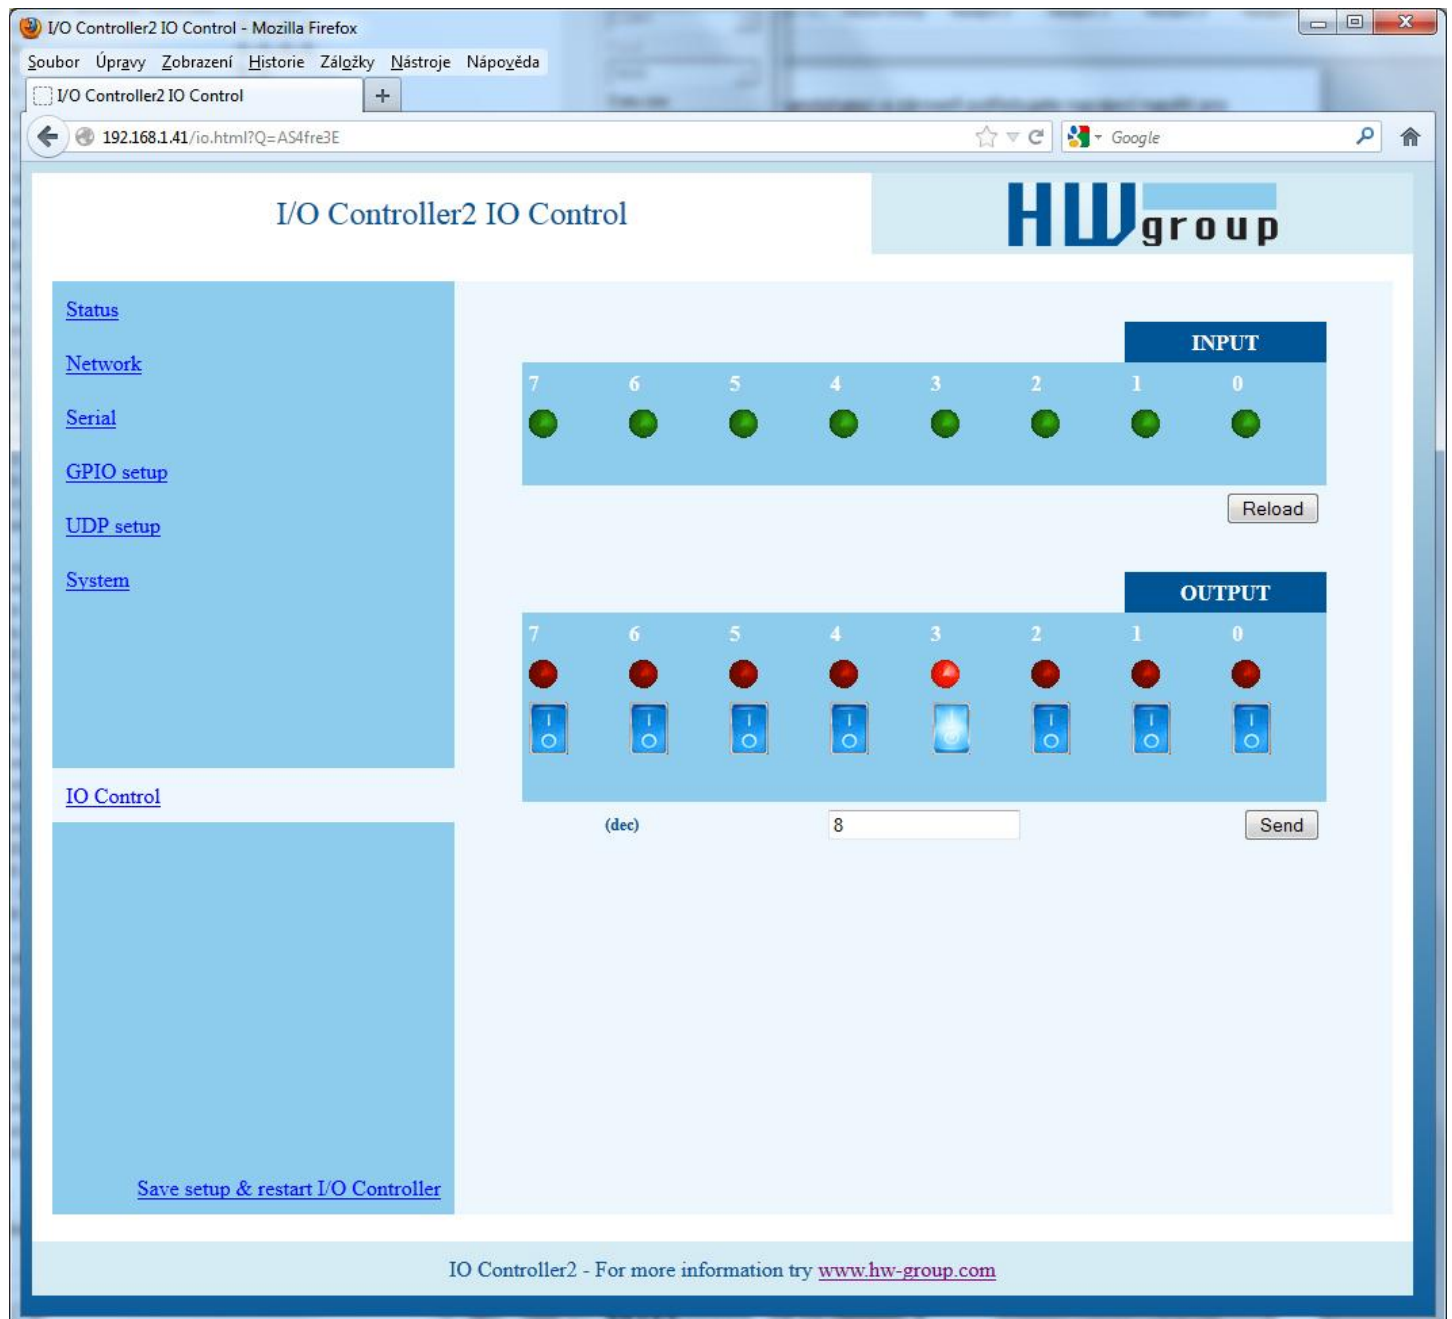 I/O Controller2 IO Control - Mozilla Firefox
Soubor Úpravy Zobrazení Historie Záložky Nástroje Nápověda
I/O Controller2 IO Control
192.168.1.41/io.html?Q=AS4fre3E
Google
I/O Controller2 IO Control
HW group
Status
Network
Serial
GPIO setup
UDP setup
System
IO Control
Save setup & restart I/O Controller
INPUT
7 6 5 4 3 2 1 0
Reload
OUTPUT
7 6 5 4 3 2 1 0
(dec) 8 Send
IO Controller2 - For more information try www.hw-group.com